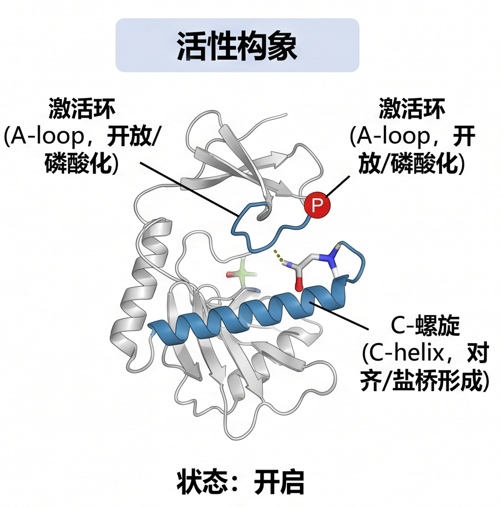 活性构象
激活环
(A-loop，开放/
磷酸化)
激活环
(A-loop，开
放/磷酸化)
P
C-螺旋
(C-helix，对
齐/盐桥形成)
状态：开启